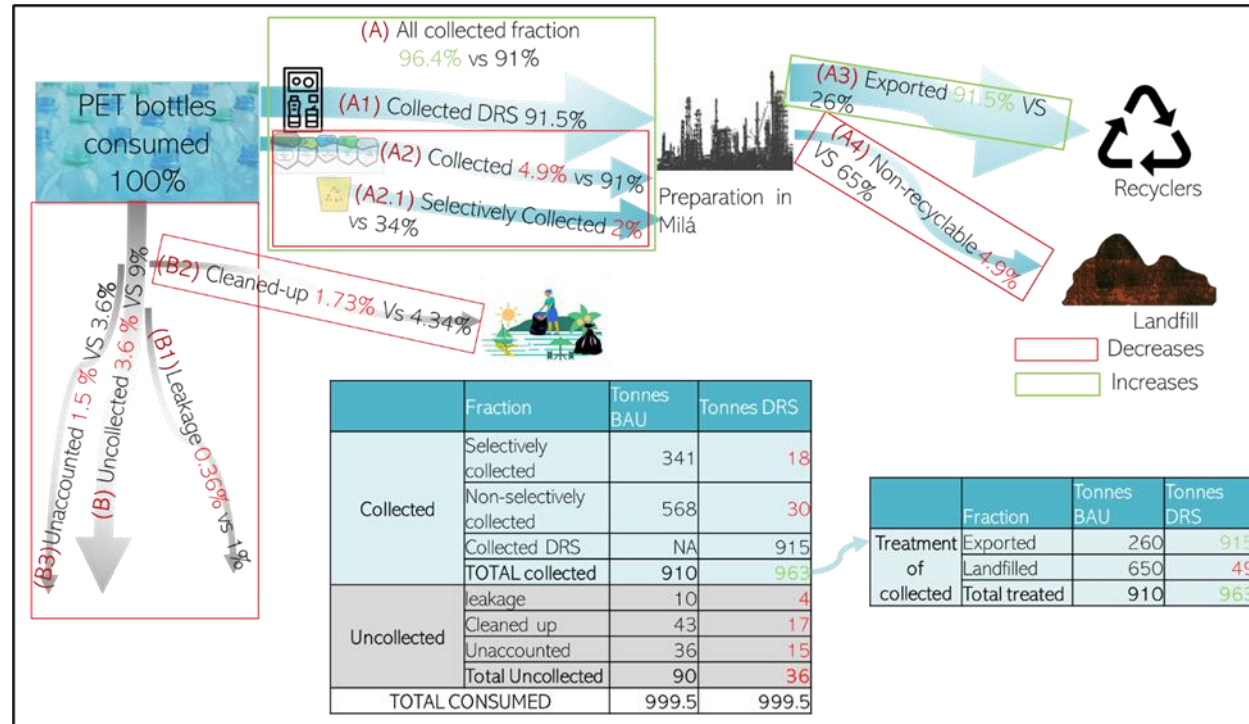 (A) All collected fraction
96.4% vs 91%
PET bottles
consumed
100%
(A1) Collected DRS 91.5%
(A2) Collected 4.9% vs 91%
(A2.1) Selectively Collected 2%
vs 34%
Preparation in
Milá
(A3) Exported 91.5% VS
26%
(A4) Non-recyclable 4.9%
VS 65%
Recyclers
Landfill
Decreases
Increases
(B2) Cleaned-up 1.73% Vs 4.34%
(B3)Unaccounted 1.5 % VS 3.6%
(B) Uncollected 3.6 % VS 9%
(B1)Leakage 0.36% vs 1%
Fraction Tonnes BAU Tonnes DRS
Collected
Selectively collected 341 18
Non-selectively collected 568 30
Collected DRS NA 915
TOTAL collected 910 963
Uncollected
leakage 10 4
Cleaned up 43 17
Unaccounted 36 15
Total Uncollected 90 36
TOTAL CONSUMED 999.5 999.5
Fraction Tonnes BAU Tonnes DRS
Treatment of collected
Exported 260 915
Landfilled 650 49
Total treated 910 963